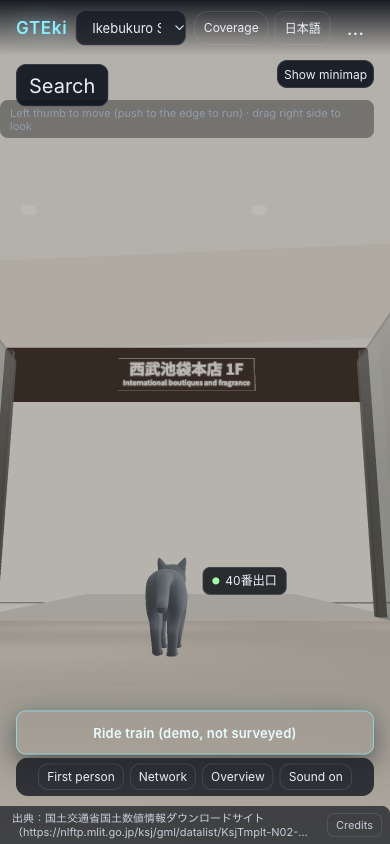 GTEki
Ikebukuro S
Coverage
日本語
...
Search
Show minimap
Left thumb to move (push to the edge to run) · drag right side to
look
西武池袋本店 1F
International boutiques and fragrance
40番出口
Ride train (demo, not surveyed)
First person
Network
Overview
Sound on
出典：国土交通省国土数値情報ダウンロードサイト
（https://nlftp.mlit.go.jp/ksj/gml/datalist/KsjTmplt-N02-...
Credits